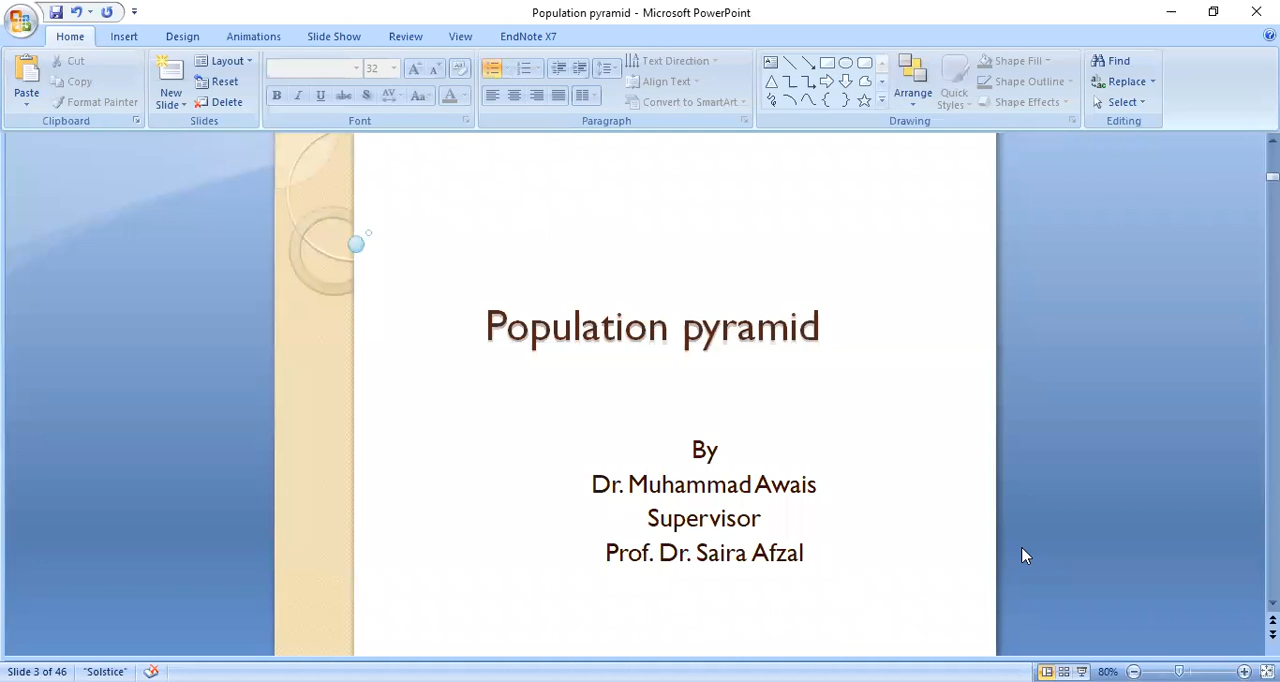 Population pyramid - Microsoft PowerPoint
Home Insert Design Animations Slide Show Review View EndNote X7
Paste
Cut
Copy
Format Painter
Clipboard
New Slide
Layout
Reset
Delete
Slides
32
B I U abc S AV Aa A
Font
Text Direction
Align Text
Convert to SmartArt
Paragraph
Arrange
Quick Styles
Shape Fill
Shape Outline
Shape Effects
Drawing
Find
Replace
Select
Editing
Population pyramid
By
Dr. Muhammad Awais
Supervisor
Prof. Dr. Saira Afzal
Slide 3 of 46 "Solstice" 80%